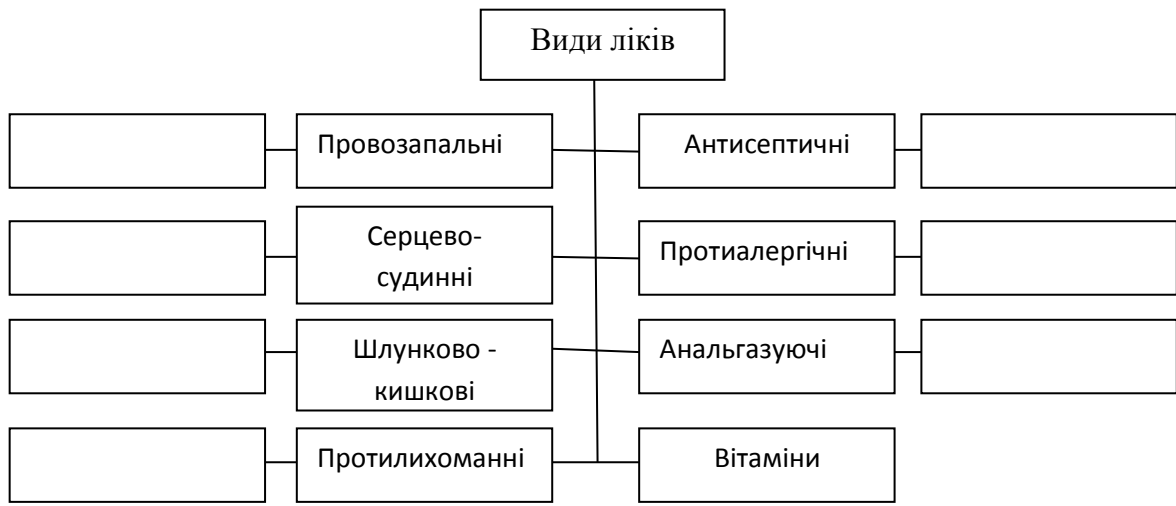 Види ліків
Провозапальні
Антисептичні
Серцево-
судинні
Протиалергічні
Шлунково -
кишкові
Анальгазуючі
Протилихоманні
Вітаміни